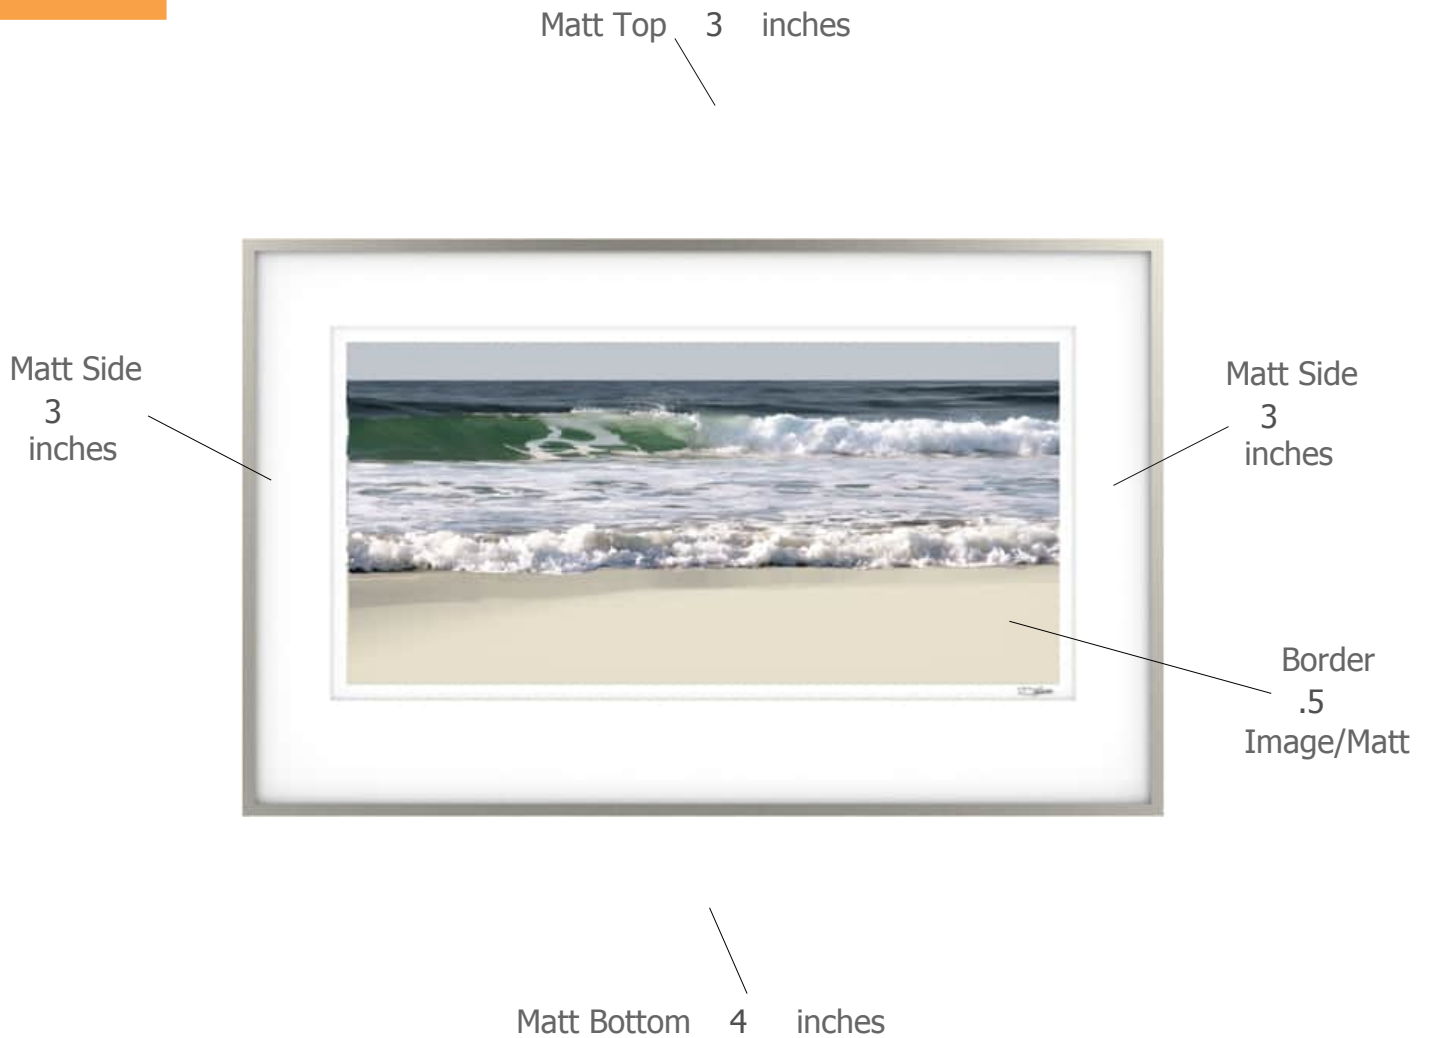 Matt Top 3 inches
Matt Side
3
inches
Matt Side
3
inches
Border
.5
Image/Matt
Matt Bottom 4 inches